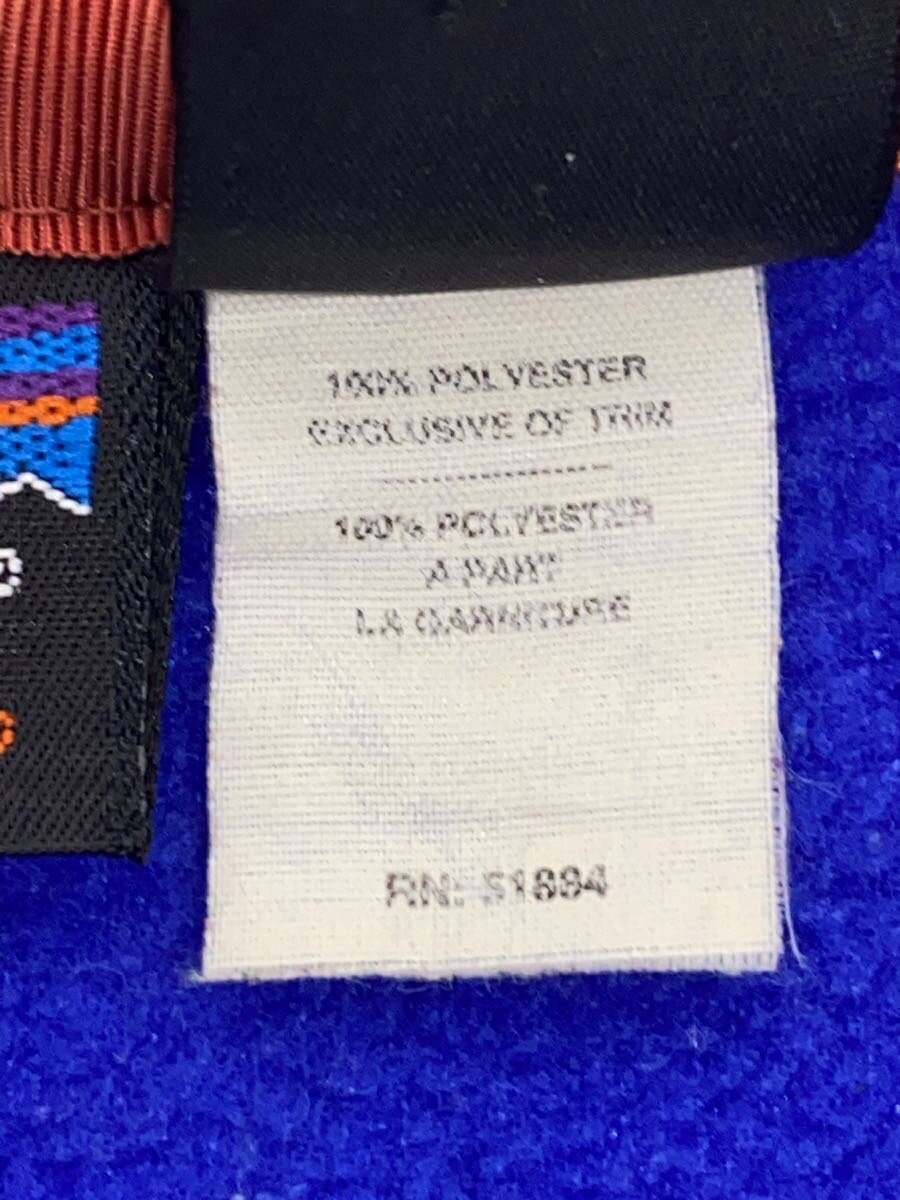 100% POLYESTER
EXCLUSIVE OF TRIM
100% POLYESTER
A PART
LA GARNITURE
RN: 51884